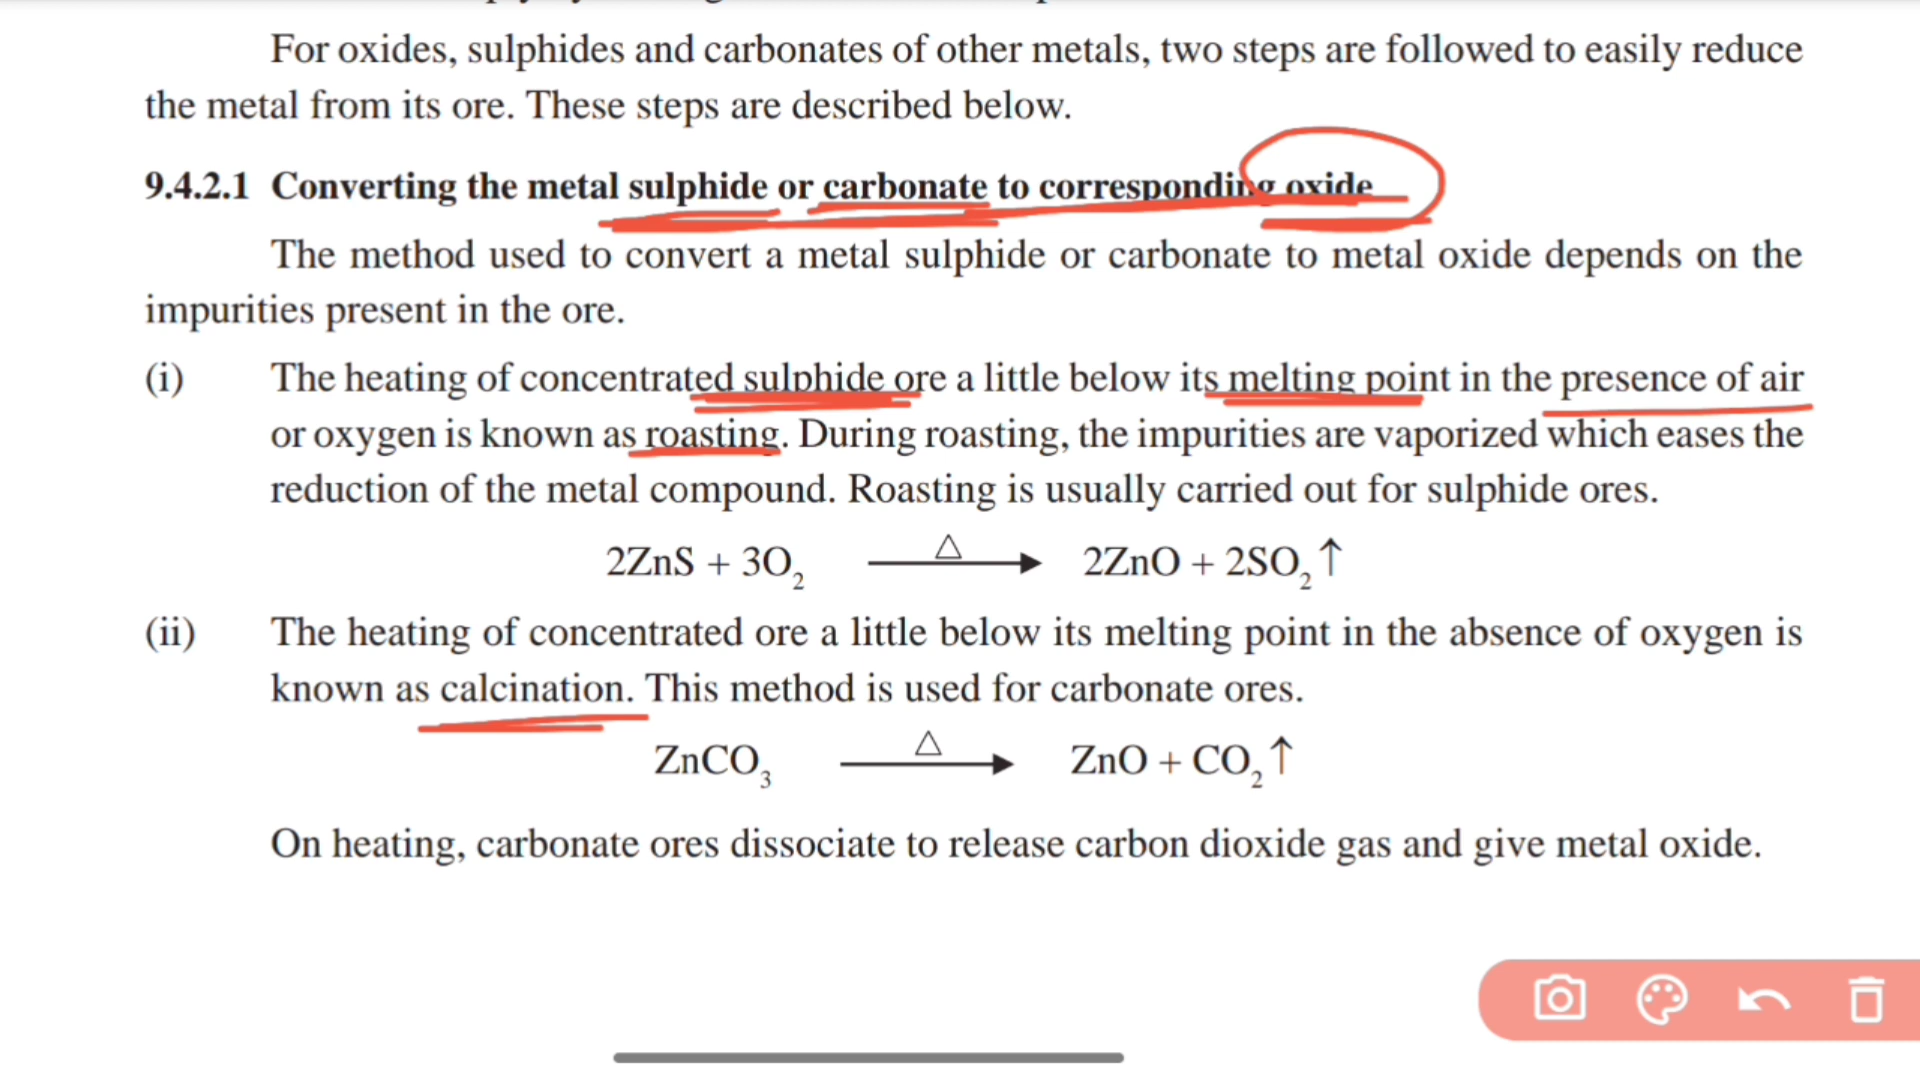 For oxides, sulphides and carbonates of other metals, two steps are followed to easily reduce
the metal from its ore. These steps are described below.
9.4.2.1 Converting the metal sulphide or carbonate to corresponding oxide
The method used to convert a metal sulphide or carbonate to metal oxide depends on the
impurities present in the ore.
(i) The heating of concentrated sulphide ore a little below its melting point in the presence of air
or oxygen is known as roasting. During roasting, the impurities are vaporized which eases the
reduction of the metal compound. Roasting is usually carried out for sulphide ores.
2ZnS + 3O₂ —△→ 2ZnO + 2SO₂ ↑
(ii) The heating of concentrated ore a little below its melting point in the absence of oxygen is
known as calcination. This method is used for carbonate ores.
ZnCO₃ —△→ ZnO + CO₂ ↑
On heating, carbonate ores dissociate to release carbon dioxide gas and give metal oxide.